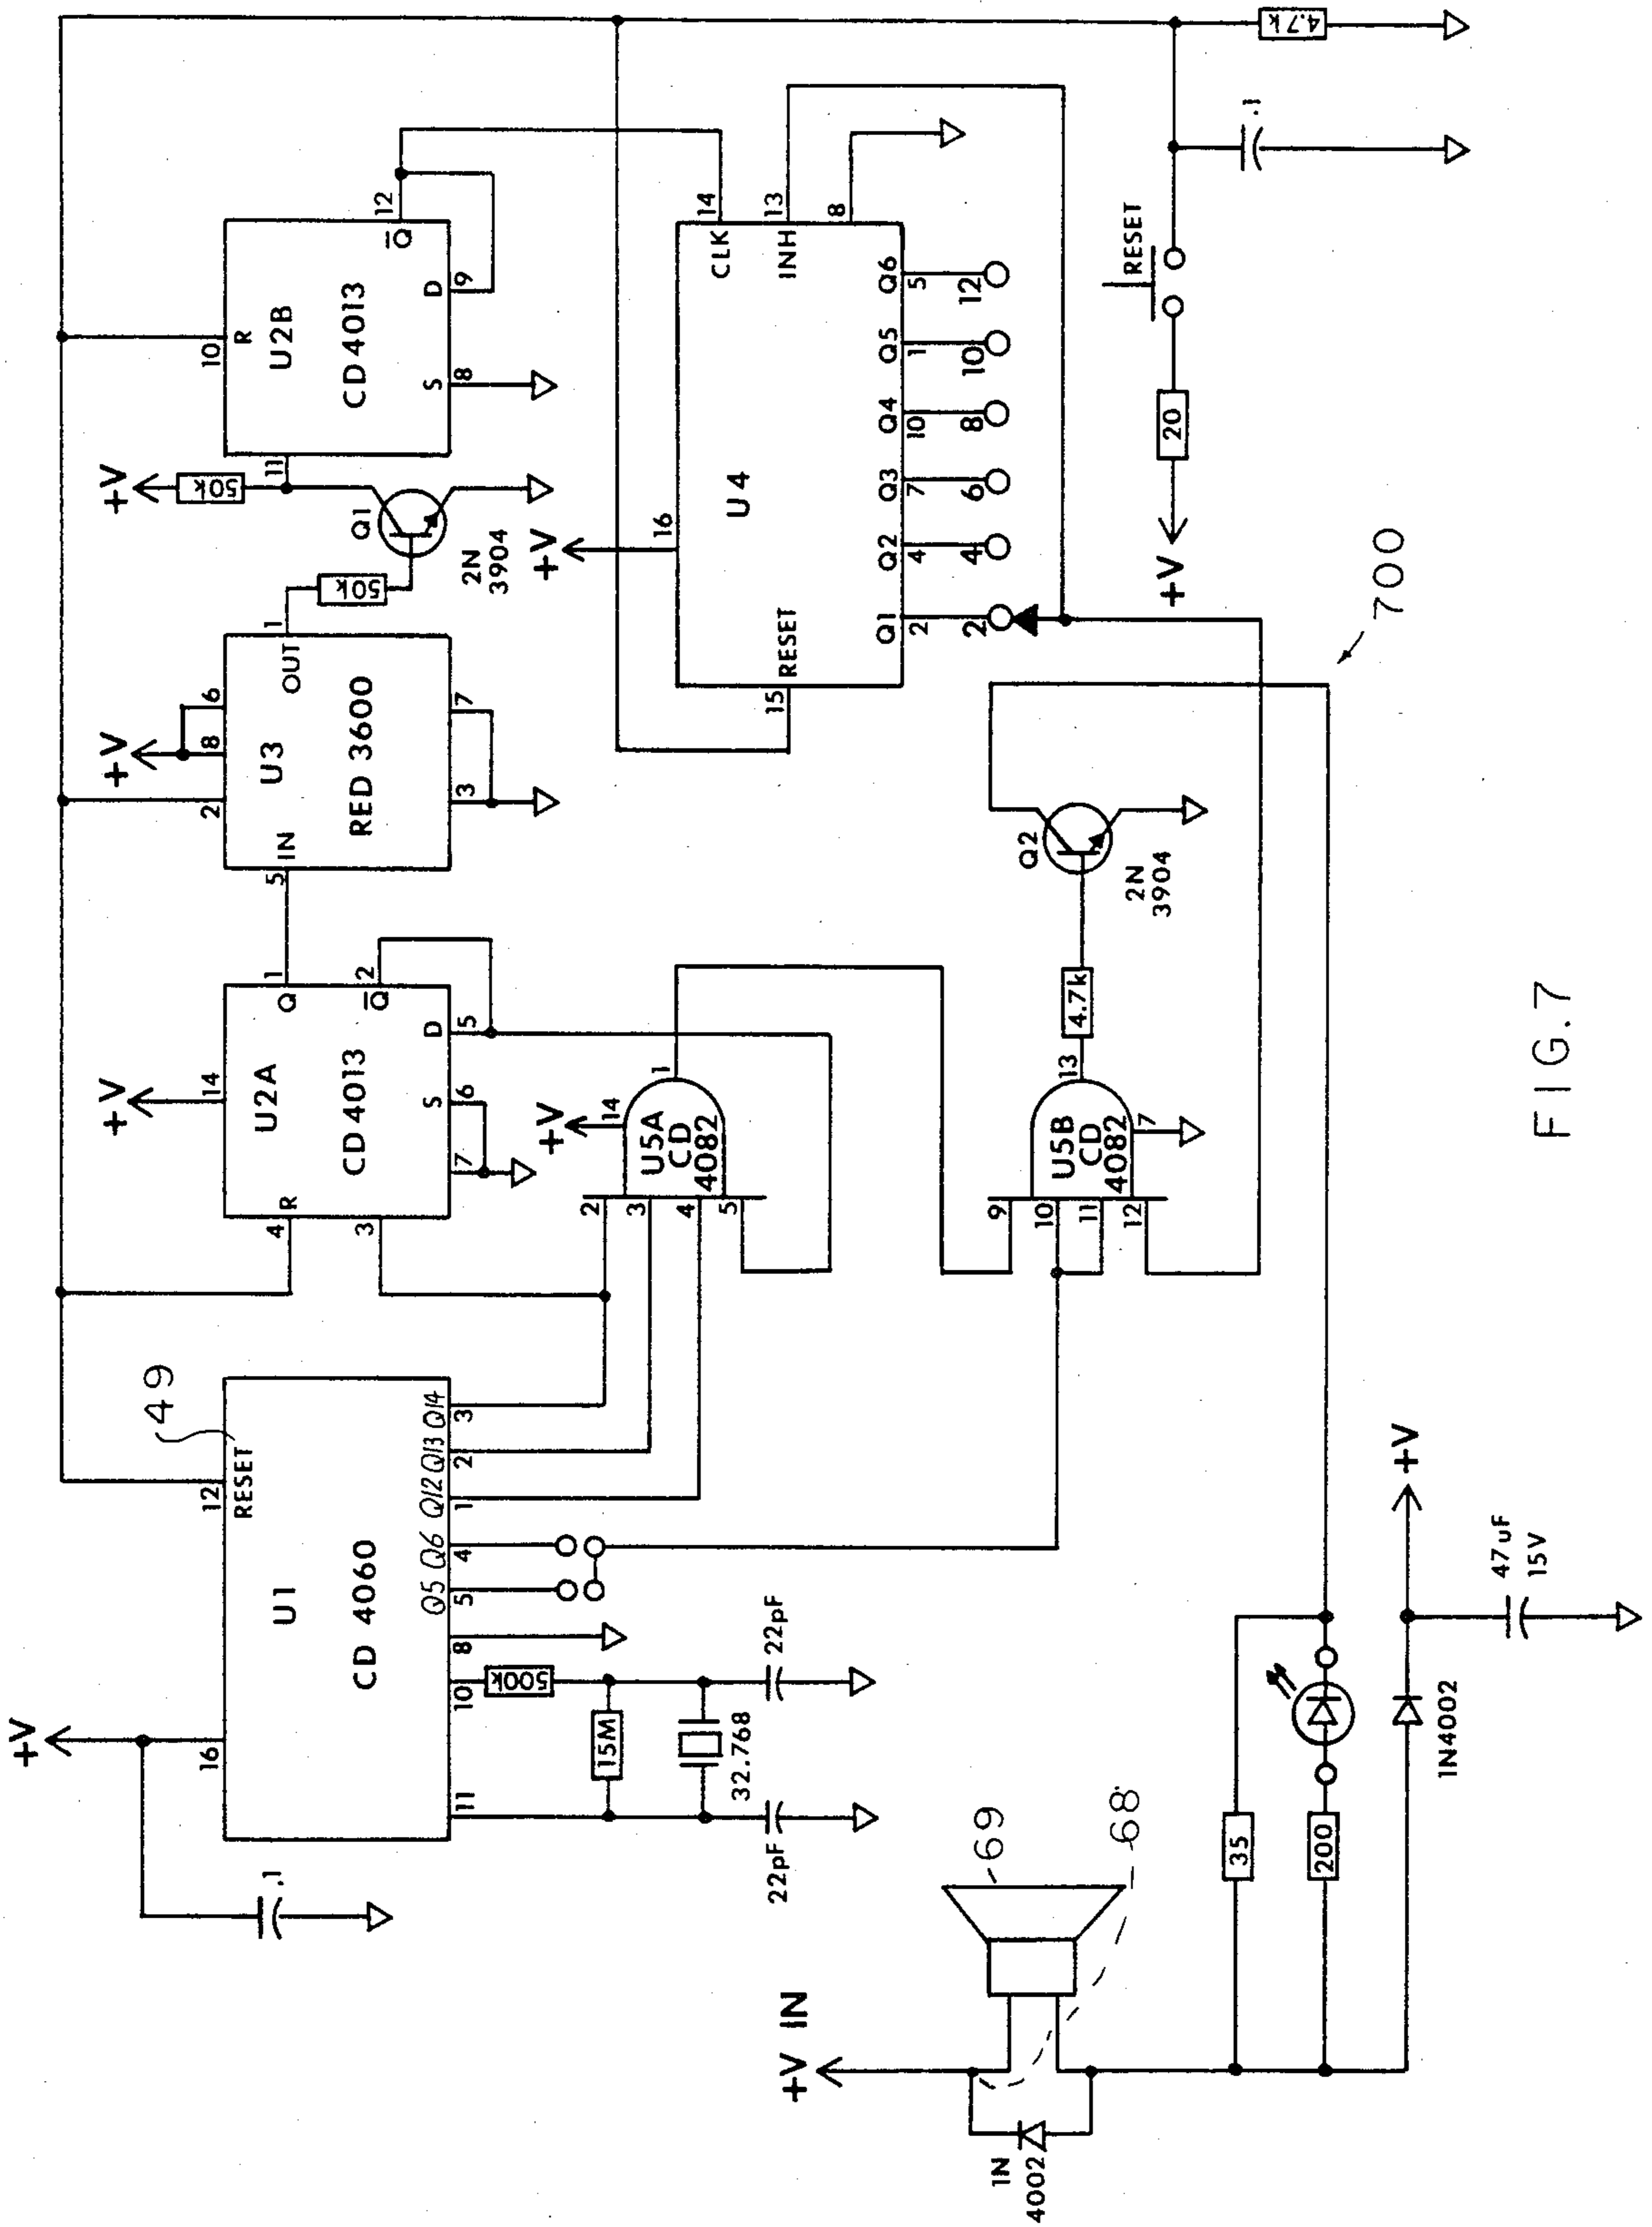 +V
.1
16
U1
CD 4060
12
RESET
49
11
10
8
5
4
1
2
3
Q5
Q6
Q12
Q13
Q14
500k
15M
32.768
22pF
22pF
+V
14
U2A
CD4013
4
R
3
Q
1
Q
2
D
5
S
6
7
+V
6
8
2
U3
RED 3600
IN
5
OUT
1
3
7
50k
+V
50k
Q1
2N
3904
11
10
R
U2B
CD4013
Q
12
D
9
S
8
+V
14
U5A
CD
4082
2
3
4
5
1
U5B
CD
4082
9
10
11
12
13
7
4.7k
Q2
2N
3904
+V
16
U4
15
RESET
CLK
14
INH
13
8
Q1
Q2
Q3
Q4
Q5
Q6
2
4
7
10
1
5
2
4
6
8
10
12
+V
20
RESET
.1
4.7k
700
+V IN
1N
4002
69
68
35
200
1N4002
+V
47uF
15V
FIG.7